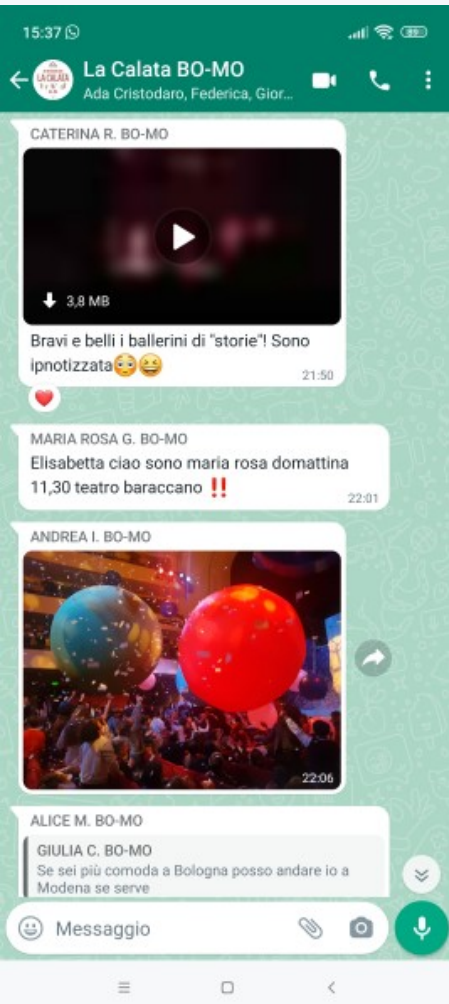 15:37
89
La Calata BO-MO
Ada Cristodaro, Federica, Gior...
CATERINA R. BO-MO
3,8 MB
Bravi e belli i ballerini di "storie"! Sono
ipnotizzata
21:50
MARIA ROSA G. BO-MO
Elisabetta ciao sono maria rosa domattina
11,30 teatro baraccano ‼
22:01
ANDREA I. BO-MO
22:06
ALICE M. BO-MO
GIULIA C. BO-MO
Se sei più comoda a Bologna posso andare io a
Modena se serve
Messaggio